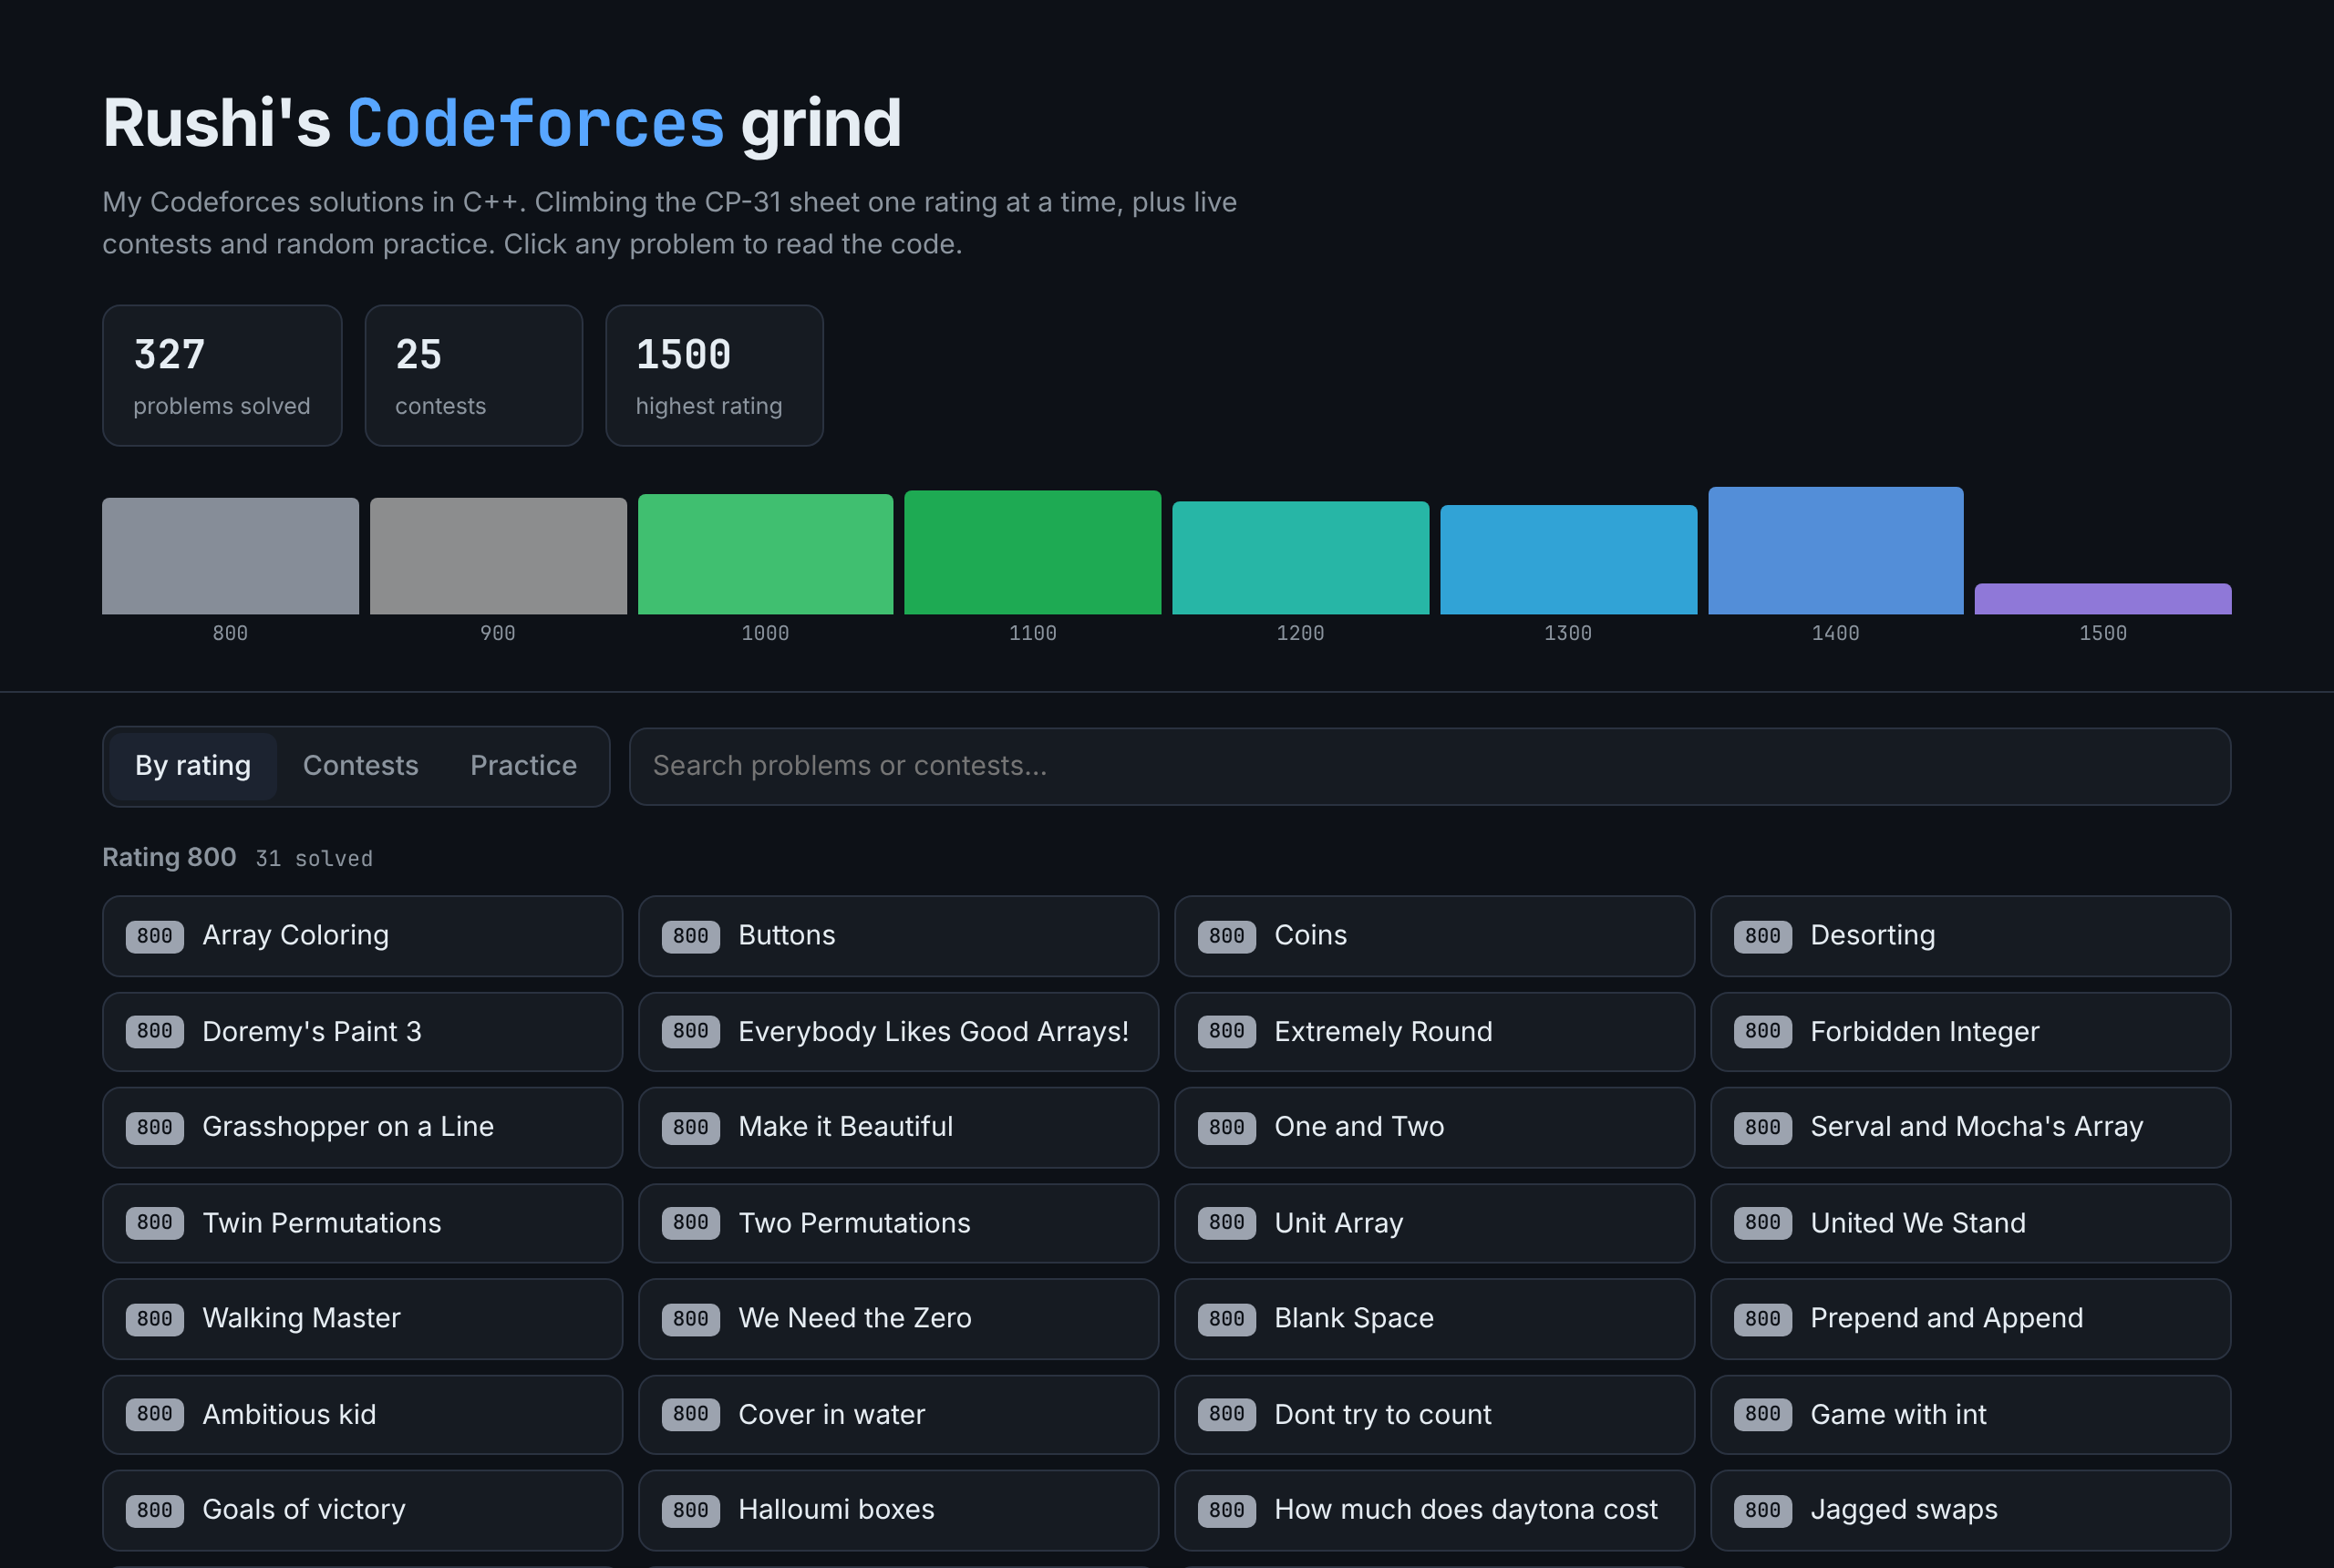 Rushi's Codeforces grind
My Codeforces solutions in C++. Climbing the CP-31 sheet one rating at a time, plus live
contests and random practice. Click any problem to read the code.
327 25 1500
problems solved contests highest rating
800 900 1000 1100 1200 1300 1400 1500
By rating Contests Practice Search problems or contests...
Rating 800 31 solved
800 Array Coloring 800 Buttons 800 Coins 800 Desorting
800 Doremy's Paint 3 800 Everybody Likes Good Arrays! 800 Extremely Round 800 Forbidden Integer
800 Grasshopper on a Line 800 Make it Beautiful 800 One and Two 800 Serval and Mocha's Array
800 Twin Permutations 800 Two Permutations 800 Unit Array 800 United We Stand
800 Walking Master 800 We Need the Zero 800 Blank Space 800 Prepend and Append
800 Ambitious kid 800 Cover in water 800 Dont try to count 800 Game with int
800 Goals of victory 800 Halloumi boxes 800 How much does daytona cost 800 Jagged swaps